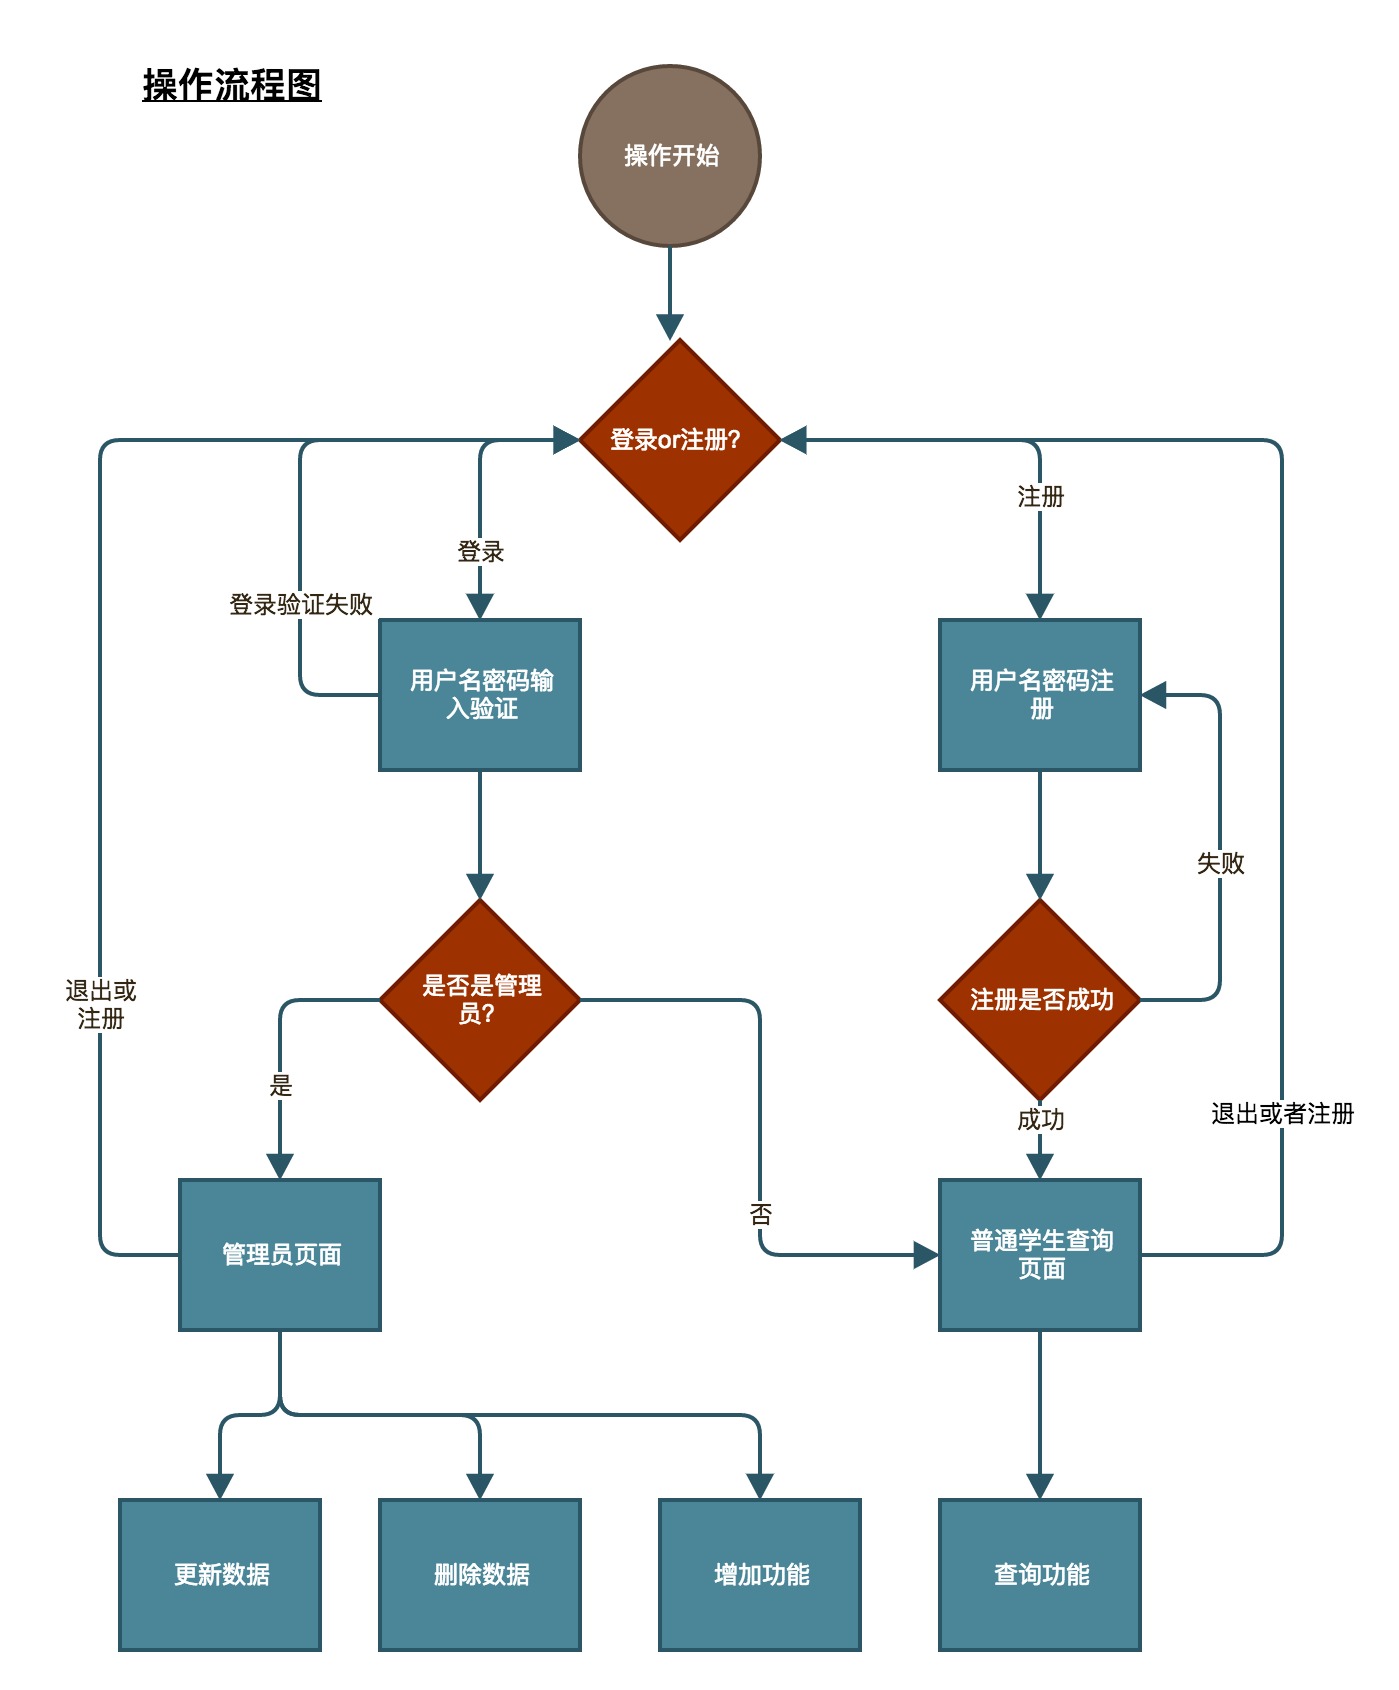 操作流程图
操作开始
登录or注册?
注册
登录
登录验证失败
用户名密码输
入验证
用户名密码注
册
失败
是否是管理
员?
注册是否成功
退出或
注册
是
成功
退出或者注册
否
管理员页面
普通学生查询
页面
更新数据
删除数据
增加功能
查询功能